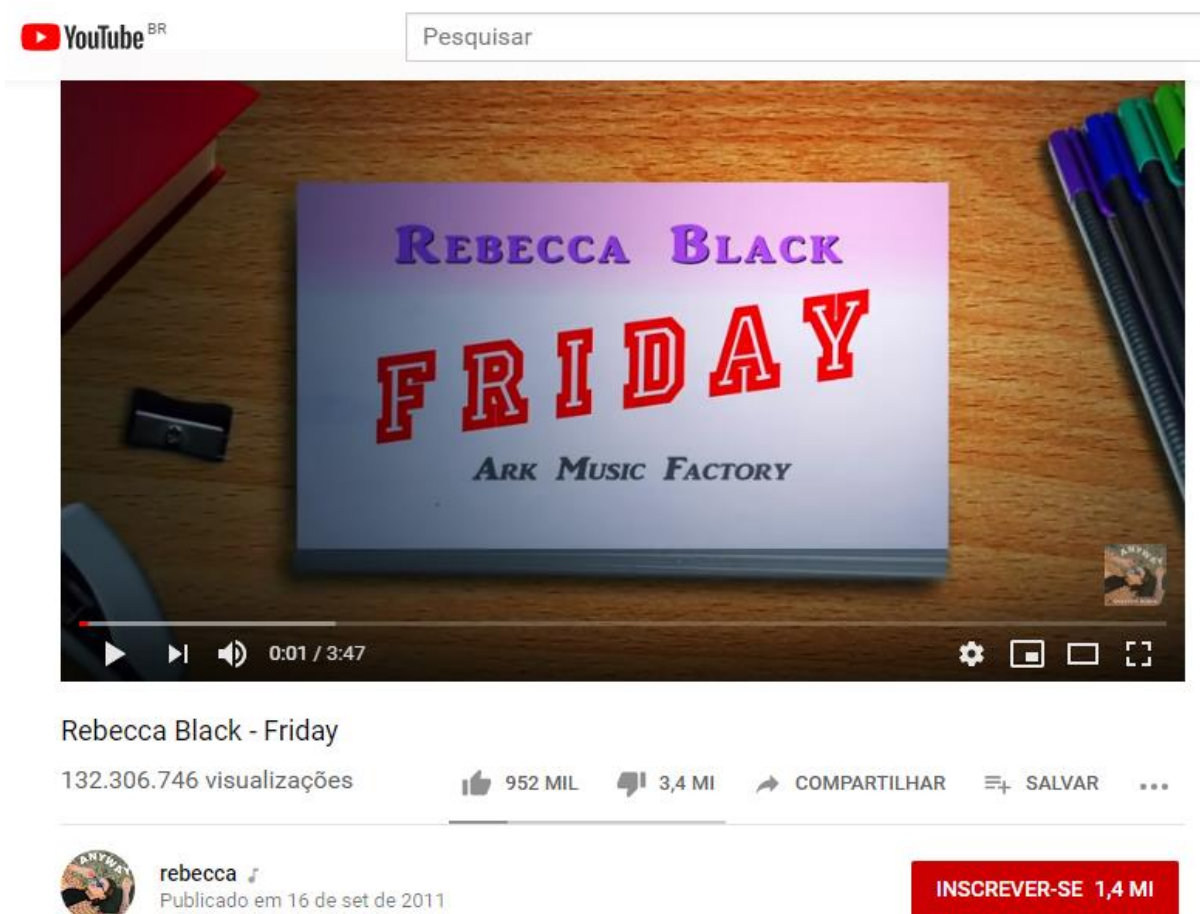 YouTube BR
Pesquisar
REBECCA BLACK
FRIDAY
ARK MUSIC FACTORY
ANYWAY
0:01 / 3:47
Rebecca Black - Friday
132.306.746 visualizações
952 MIL 3,4 MI COMPARTILHAR SALVAR
ANYWAY
rebecca
Publicado em 16 de set de 2011
INSCREVER-SE 1,4 MI